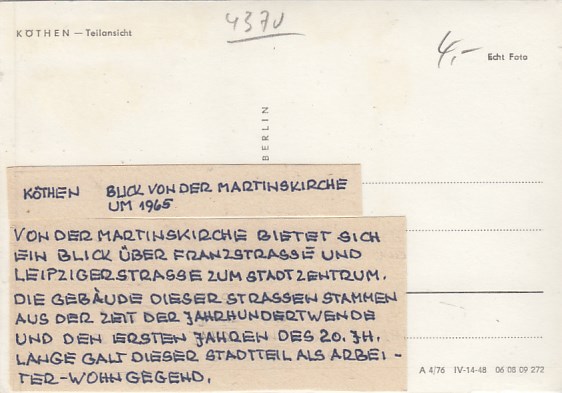 4370
KÖTHEN — Teilansicht
4,-
Echt Foto
BERLIN
KÖTHEN BLICK VON DER MARTINSKIRCHE
UM 1965
VON DER MARTINSKIRCHE BIETET SICH
EIN BLICK ÜBER FRANZSTRASSE UND
LEIPZIGERSTRASSE ZUM STADTZENTRUM.
DIE GEBÄUDE DIESER STRASSEN STAMMEN
AUS DER ZEIT DER JAHRHUNDERTWENDE
UND DEN ERSTEN JAHREN DES 20. JH.
LANGE GALT DIESER STADTTEIL ALS ARBEI-
TER-WOHNGEGEND.
A 4/76 IV-14-48 06 08 09 272